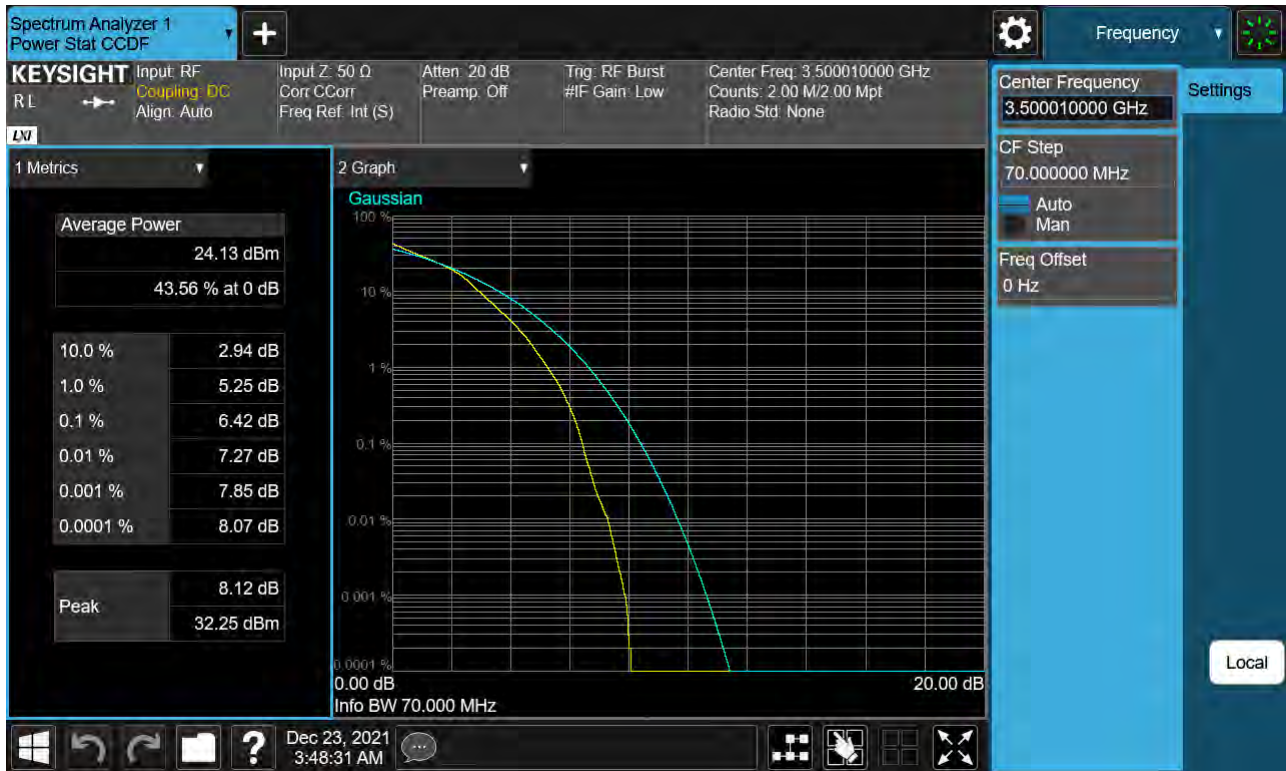 Spectrum Analyzer 1
Power Stat CCDF
Frequency
KEYSIGHT
RL
LXI
Input: RF
Coupling: DC
Align: Auto
Input Z: 50 Ω
Corr CCorr
Freq Ref: Int (S)
Atten: 20 dB
Preamp: Off
Trig: RF Burst
#IF Gain: Low
Center Freq: 3.500010000 GHz
Counts: 2.00 M/2.00 Mpt
Radio Std: None
Center Frequency
3.500010000 GHz
Settings
CF Step
70.000000 MHz
Auto
Man
Freq Offset
0 Hz
Local
1 Metrics
Average Power
24.13 dBm
43.56 % at 0 dB
10.0 % 2.94 dB
1.0 % 5.25 dB
0.1 % 6.42 dB
0.01 % 7.27 dB
0.001 % 7.85 dB
0.0001 % 8.07 dB
Peak
8.12 dB
32.25 dBm
2 Graph
Gaussian
100 %
10 %
1 %
0.1 %
0.01 %
0.001 %
0.0001 %
0.00 dB 20.00 dB
Info BW 70.000 MHz
?
Dec 23, 2021
3:48:31 AM